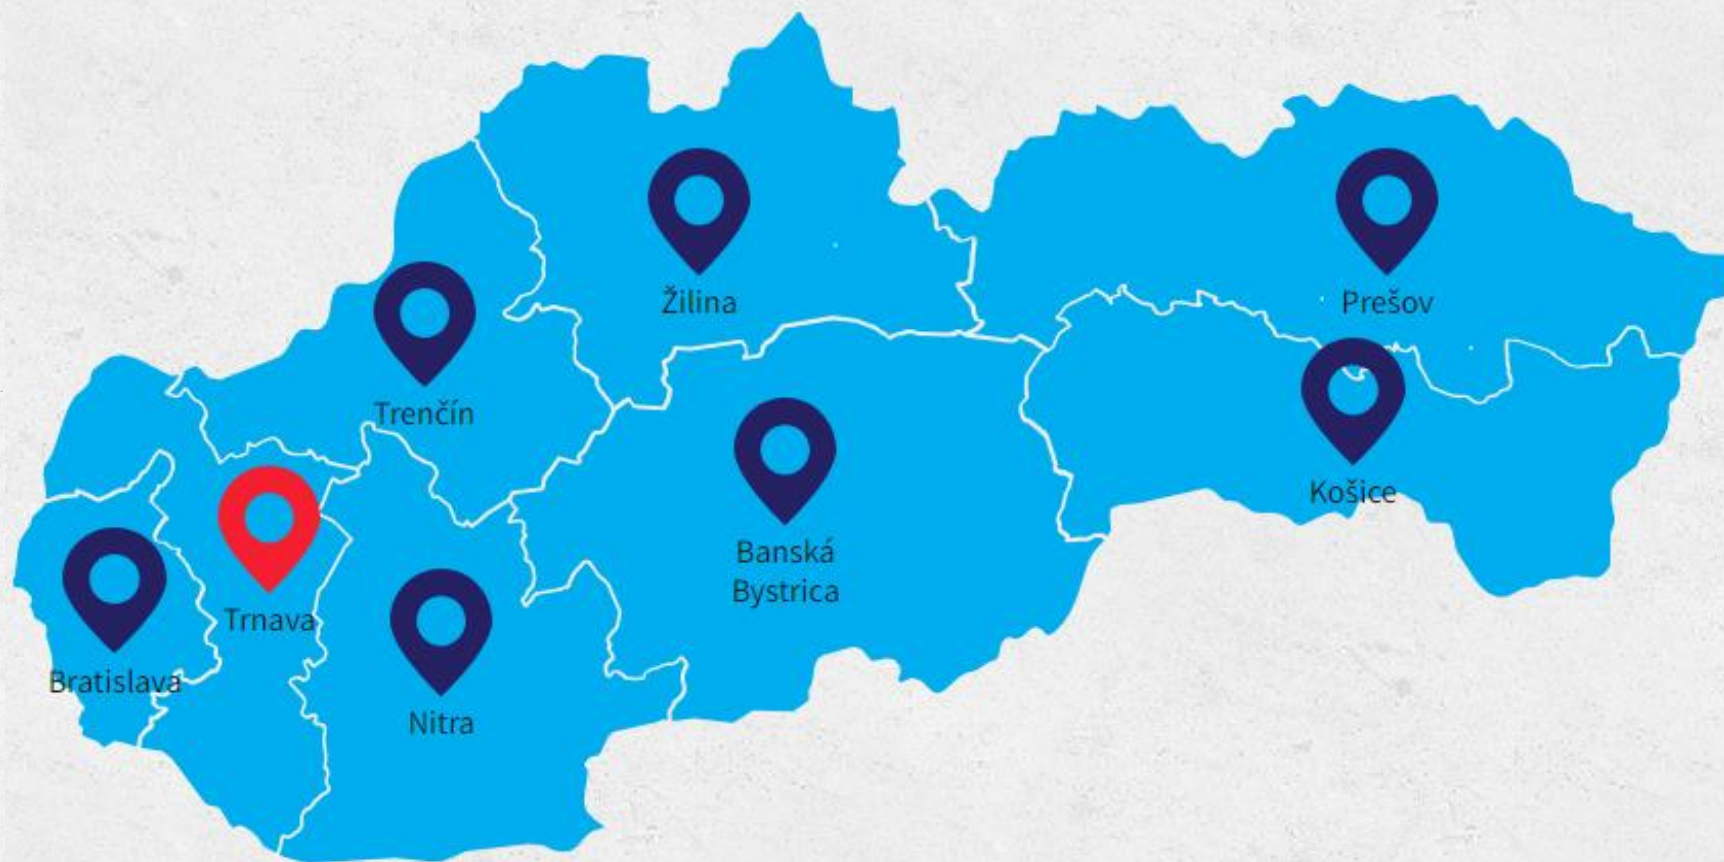 Žilina
Prešov
Trenčín
Košice
Banská
Bystrica
Trnava
Bratislava
Nitra